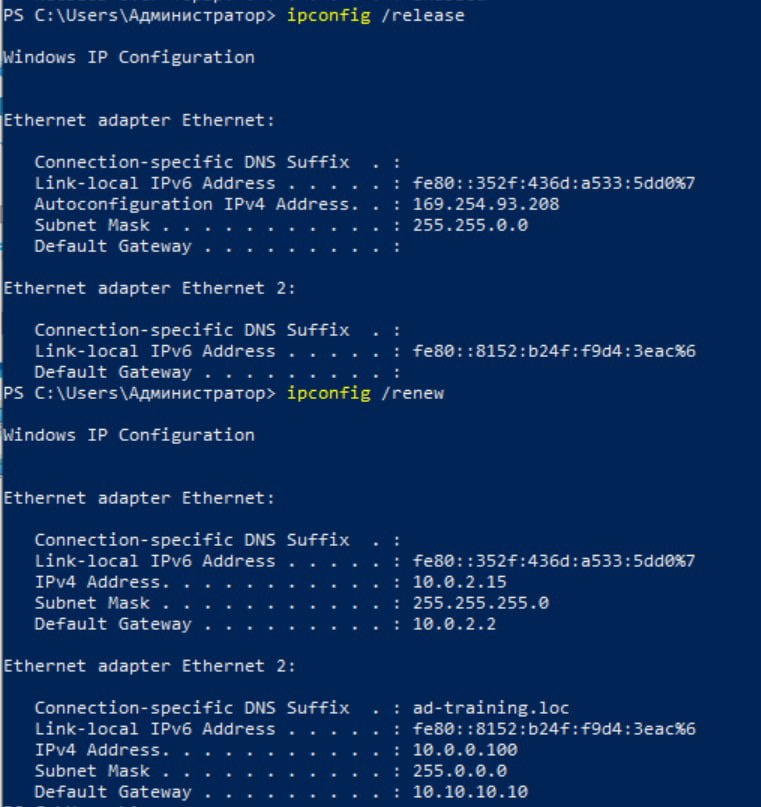 PS C:\Users\Администратор> ipconfig /release
Windows IP Configuration
Ethernet adapter Ethernet:
Connection-specific DNS Suffix  . :
Link-local IPv6 Address . . . . . : fe80::352f:436d:a533:5dd0%7
Autoconfiguration IPv4 Address. . : 169.254.93.208
Subnet Mask . . . . . . . . . . . : 255.255.0.0
Default Gateway . . . . . . . . . :
Ethernet adapter Ethernet 2:
Connection-specific DNS Suffix  . :
Link-local IPv6 Address . . . . . : fe80::8152:b24f:f9d4:3eac%6
Default Gateway . . . . . . . . . :
PS C:\Users\Администратор> ipconfig /renew
Windows IP Configuration
Ethernet adapter Ethernet:
Connection-specific DNS Suffix  . :
Link-local IPv6 Address . . . . . : fe80::352f:436d:a533:5dd0%7
IPv4 Address. . . . . . . . . . . : 10.0.2.15
Subnet Mask . . . . . . . . . . . : 255.255.255.0
Default Gateway . . . . . . . . . : 10.0.2.2
Ethernet adapter Ethernet 2:
Connection-specific DNS Suffix  . : ad-training.loc
Link-local IPv6 Address . . . . . : fe80::8152:b24f:f9d4:3eac%6
IPv4 Address. . . . . . . . . . . : 10.0.0.100
Subnet Mask . . . . . . . . . . . : 255.0.0.0
Default Gateway . . . . . . . . . : 10.10.10.10